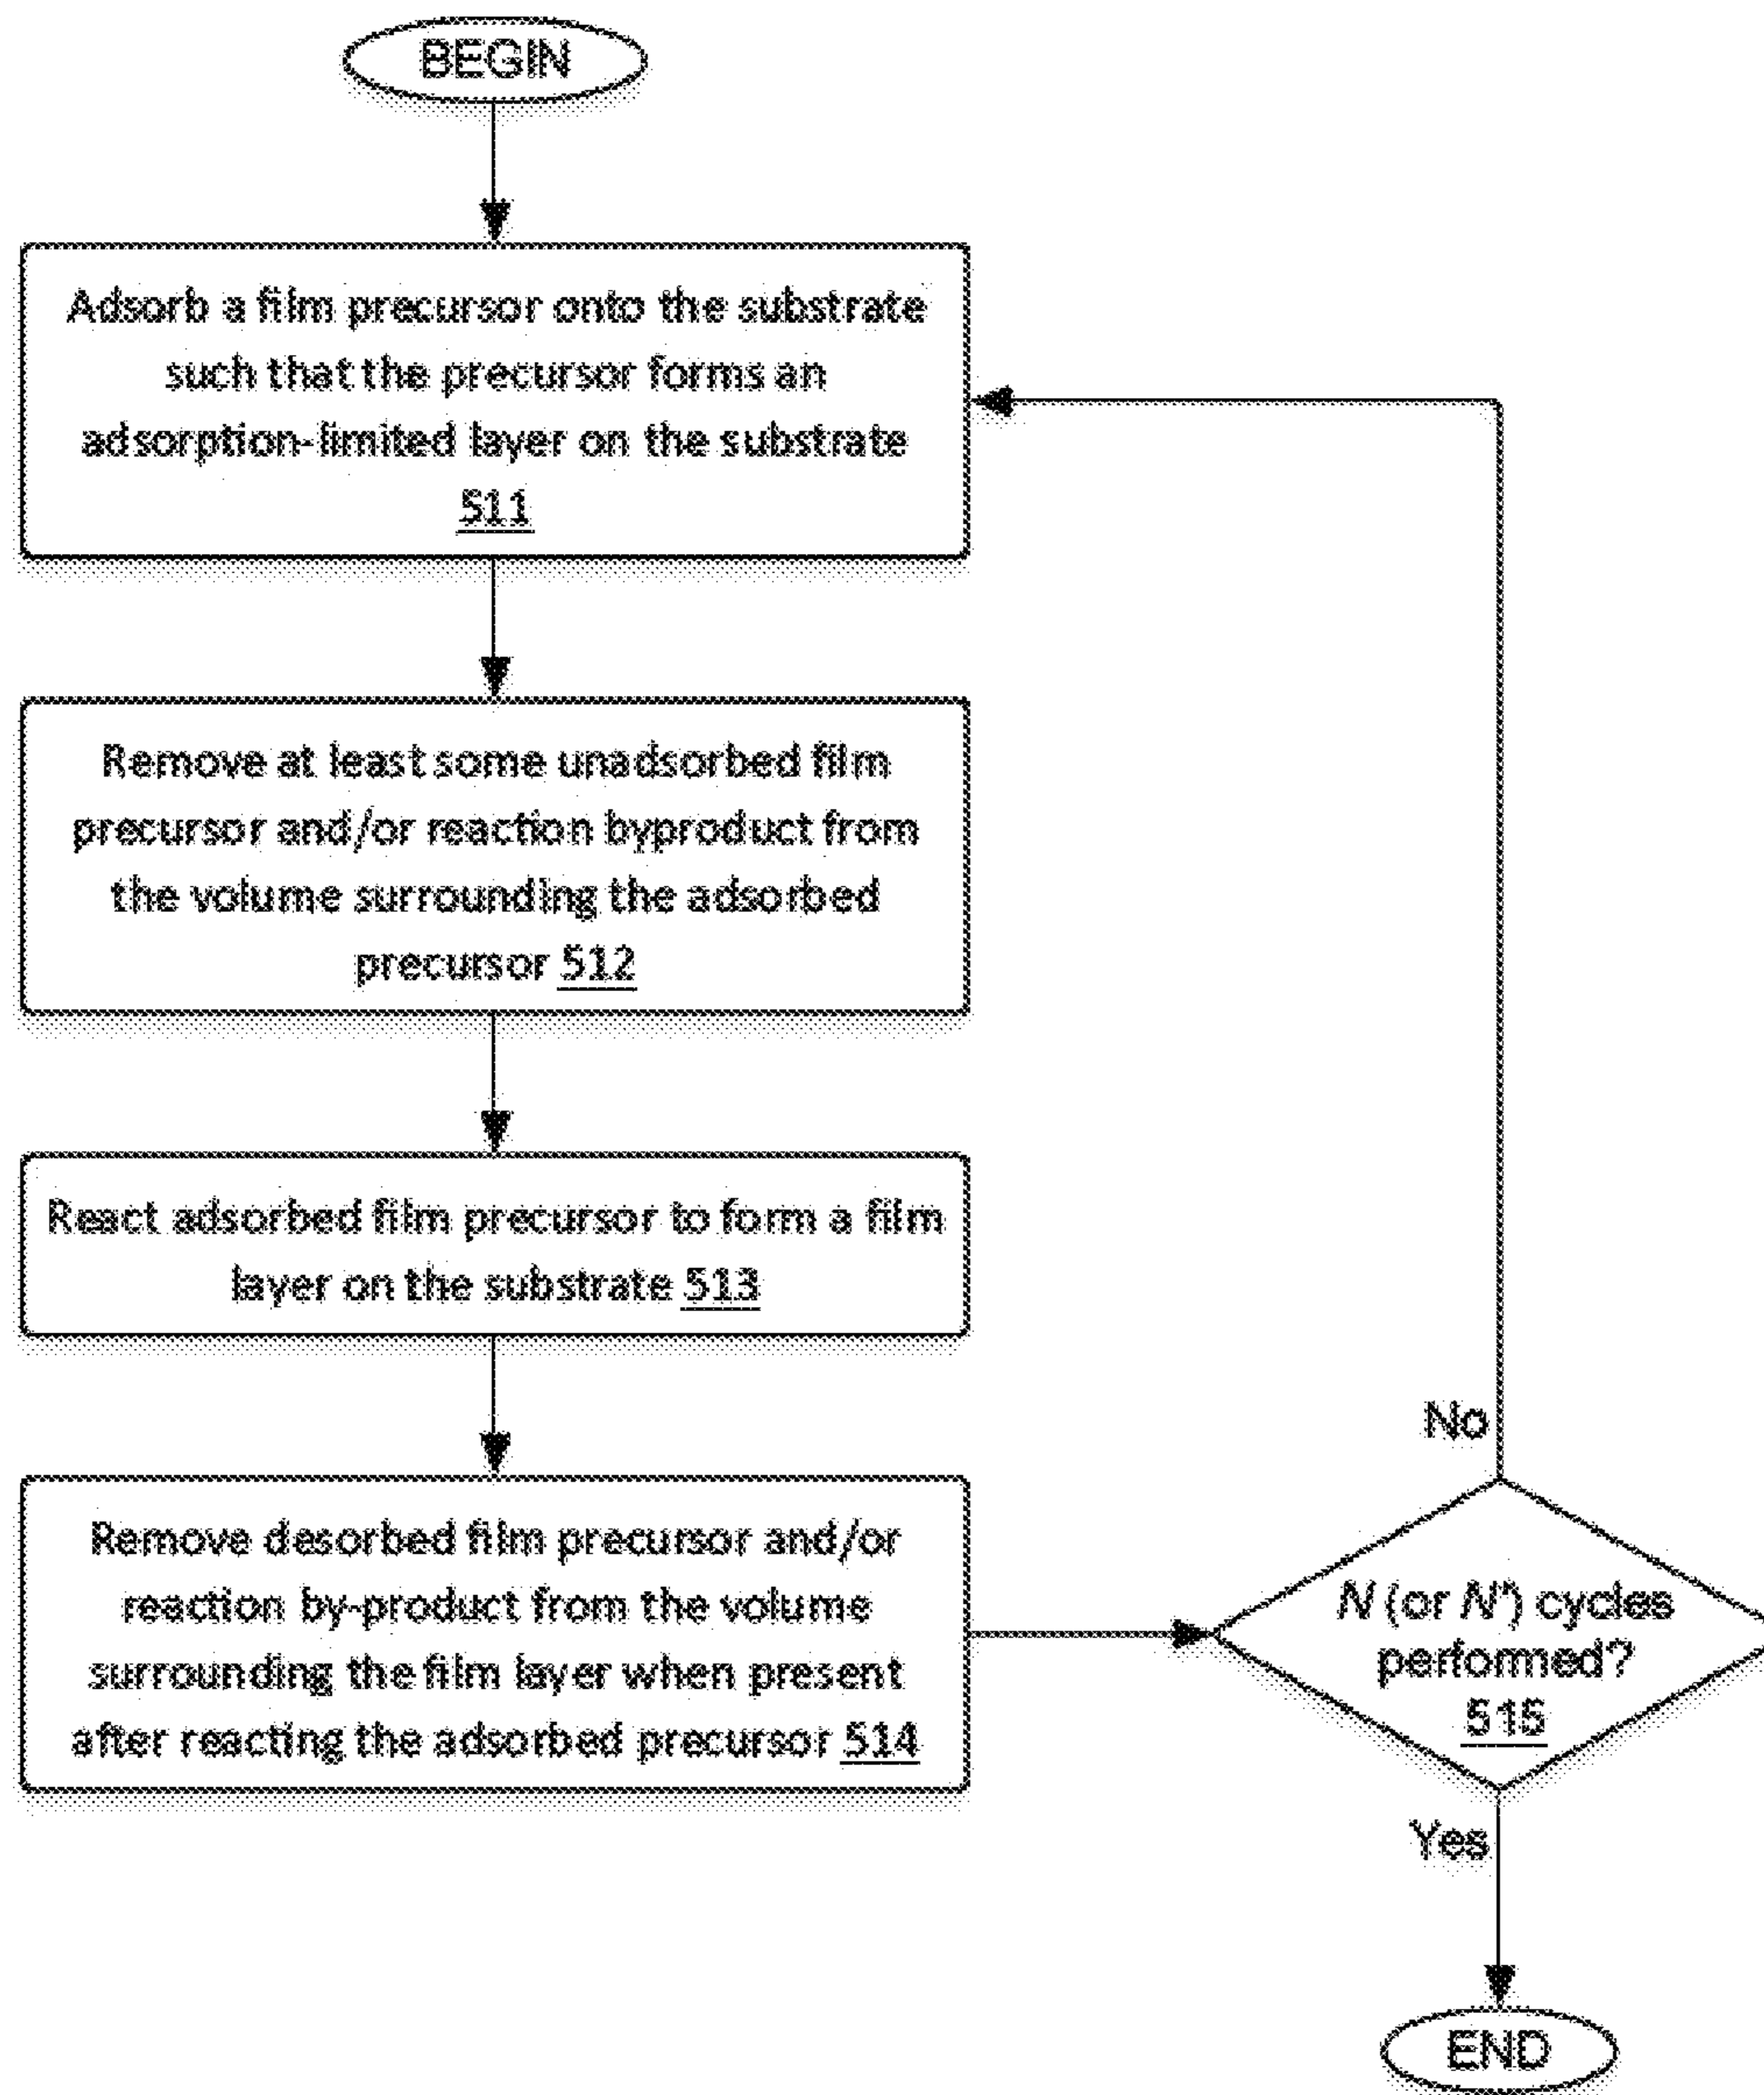 BEGIN
Adsorb a film precursor onto the substrate
such that the precursor forms an
adsorption-limited layer on the substrate
511
Remove at least some unadsorbed film
precursor and/or reaction byproduct from
the volume surrounding the adsorbed
precursor 512
React adsorbed film precursor to form a film
layer on the substrate 513
Remove desorbed film precursor and/or
reaction by-product from the volume
surrounding the film layer when present
after reacting the adsorbed precursor 514
No
N (or N') cycles
performed?
515
Yes
END